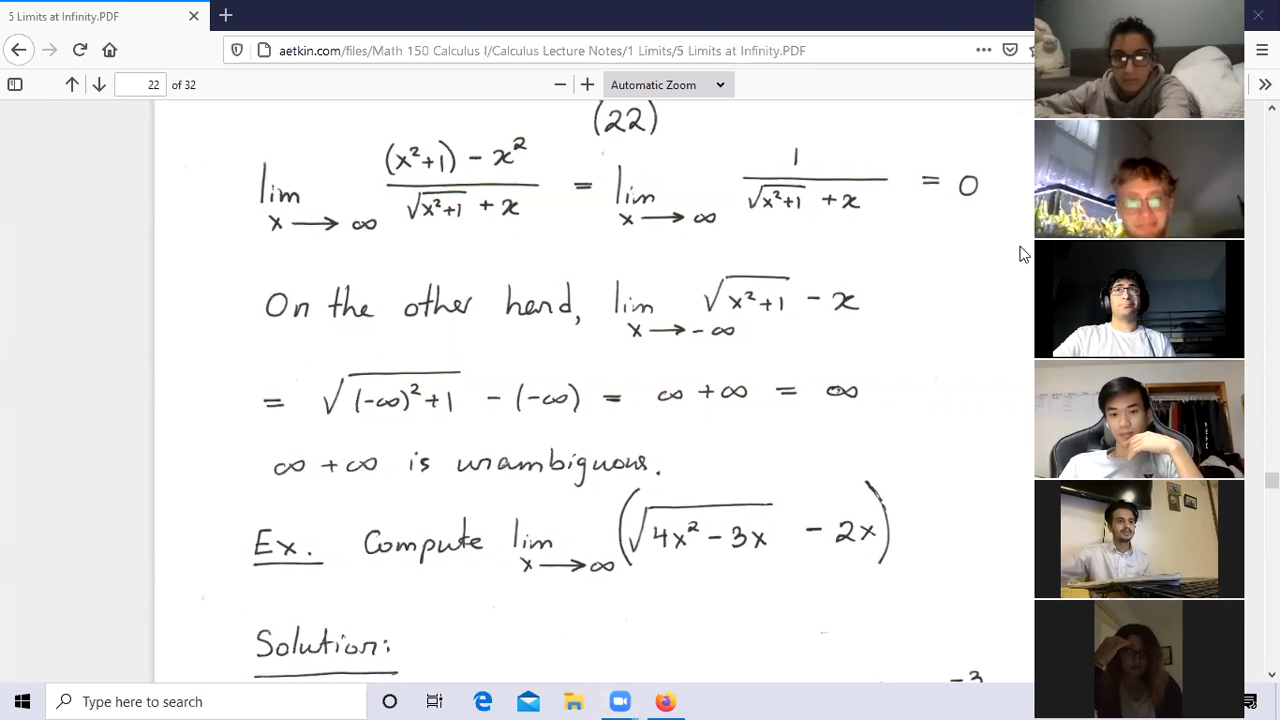 5 Limits at Infinity.PDF
aetkin.com/files/Math 150 Calculus I/Calculus Lecture Notes/1 Limits/5 Limits at Infinity.PDF
22 of 32
Automatic Zoom
(22)
lim x→∞ ((x²+1) - x²)/(√(x²+1) + x) = lim x→∞ 1/(√(x²+1) + x) = 0
On the other hand, lim x→-∞ √(x²+1) - x
= √((-∞)²+1) - (-∞) = ∞ + ∞ = ∞
∞ + ∞ is unambiguous.
Ex. Compute lim x→∞ (√(4x² - 3x) - 2x)
Solution:
-3
Type here to search